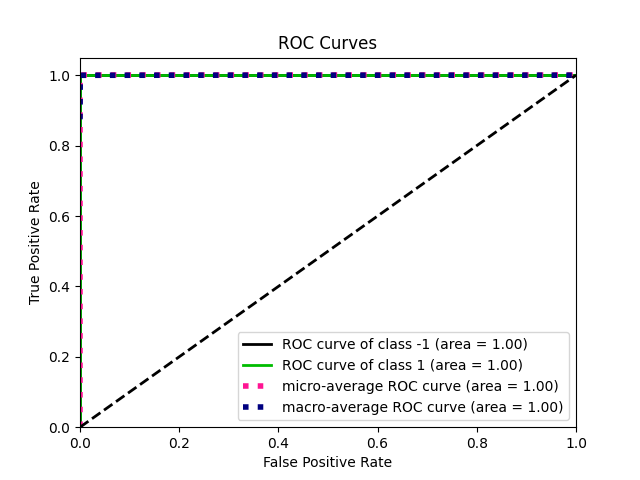 ROC Curves
1.0
0.8
0.6
0.4
0.2
0.0
True Positive Rate
ROC curve of class -1 (area = 1.00)
ROC curve of class 1 (area = 1.00)
micro-average ROC curve (area = 1.00)
macro-average ROC curve (area = 1.00)
0.0 0.2 0.4 0.6 0.8 1.0
False Positive Rate